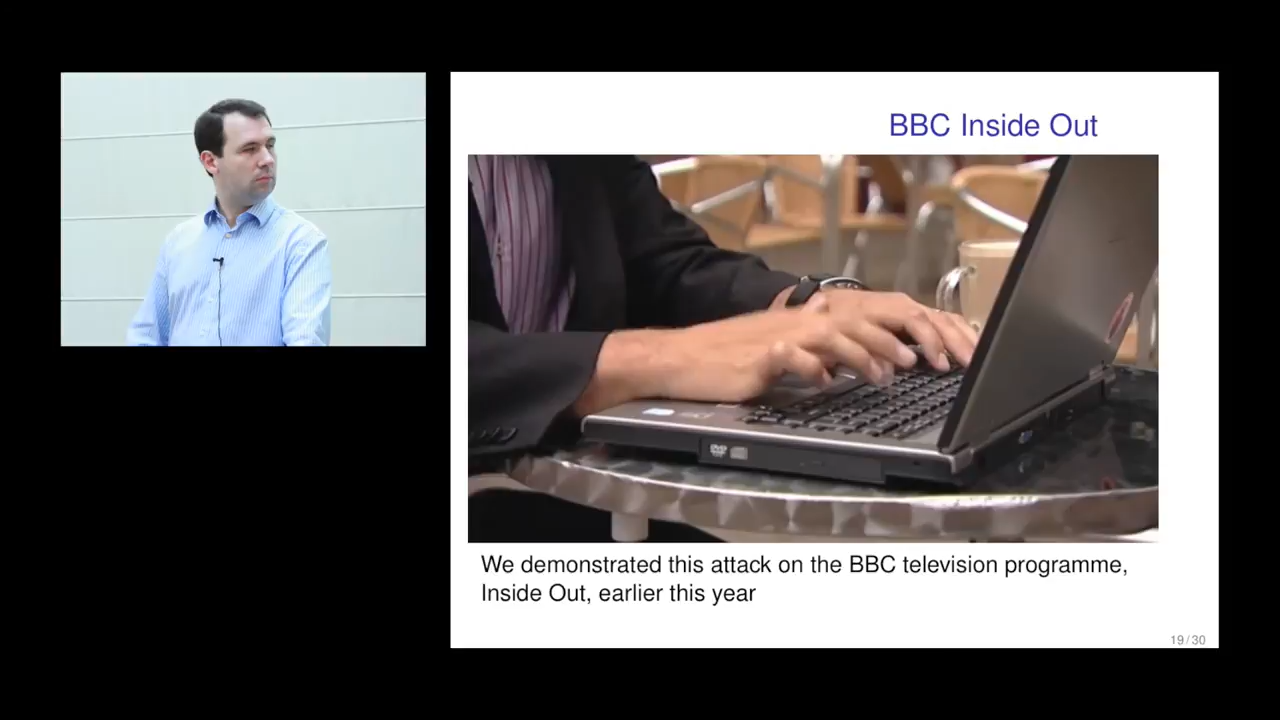 BBC Inside Out
DVD
We demonstrated this attack on the BBC television programme,
Inside Out, earlier this year
19 / 30